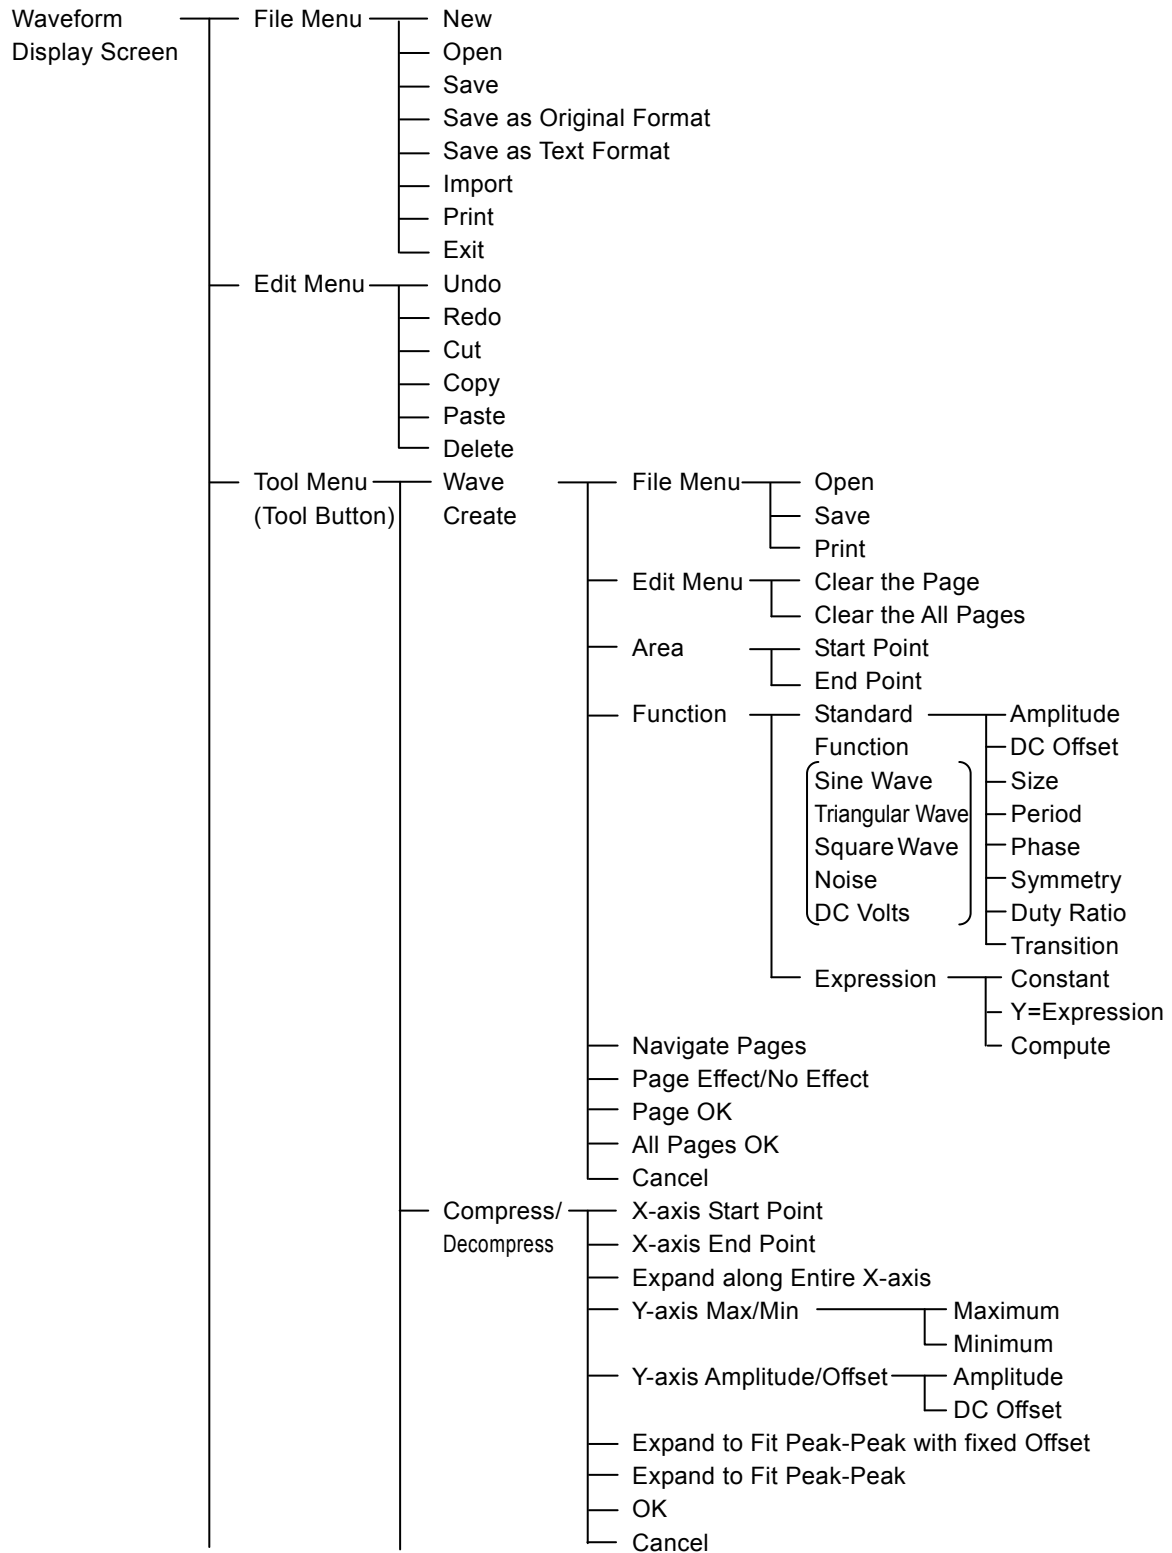 Waveform
Display Screen
File Menu
New
Open
Save
Save as Original Format
Save as Text Format
Import
Print
Exit
Edit Menu
Undo
Redo
Cut
Copy
Paste
Delete
Tool Menu
(Tool Button)
Wave
Create
File Menu
Open
Save
Print
Edit Menu
Clear the Page
Clear the All Pages
Area
Start Point
End Point
Function
Standard
Function
Sine Wave
Triangular Wave
Square Wave
Noise
DC Volts
Amplitude
DC Offset
Size
Period
Phase
Symmetry
Duty Ratio
Transition
Expression
Constant
Y=Expression
Compute
Navigate Pages
Page Effect/No Effect
Page OK
All Pages OK
Cancel
Compress/
Decompress
X-axis Start Point
X-axis End Point
Expand along Entire X-axis
Y-axis Max/Min
Maximum
Minimum
Y-axis Amplitude/Offset
Amplitude
DC Offset
Expand to Fit Peak-Peak with fixed Offset
Expand to Fit Peak-Peak
OK
Cancel